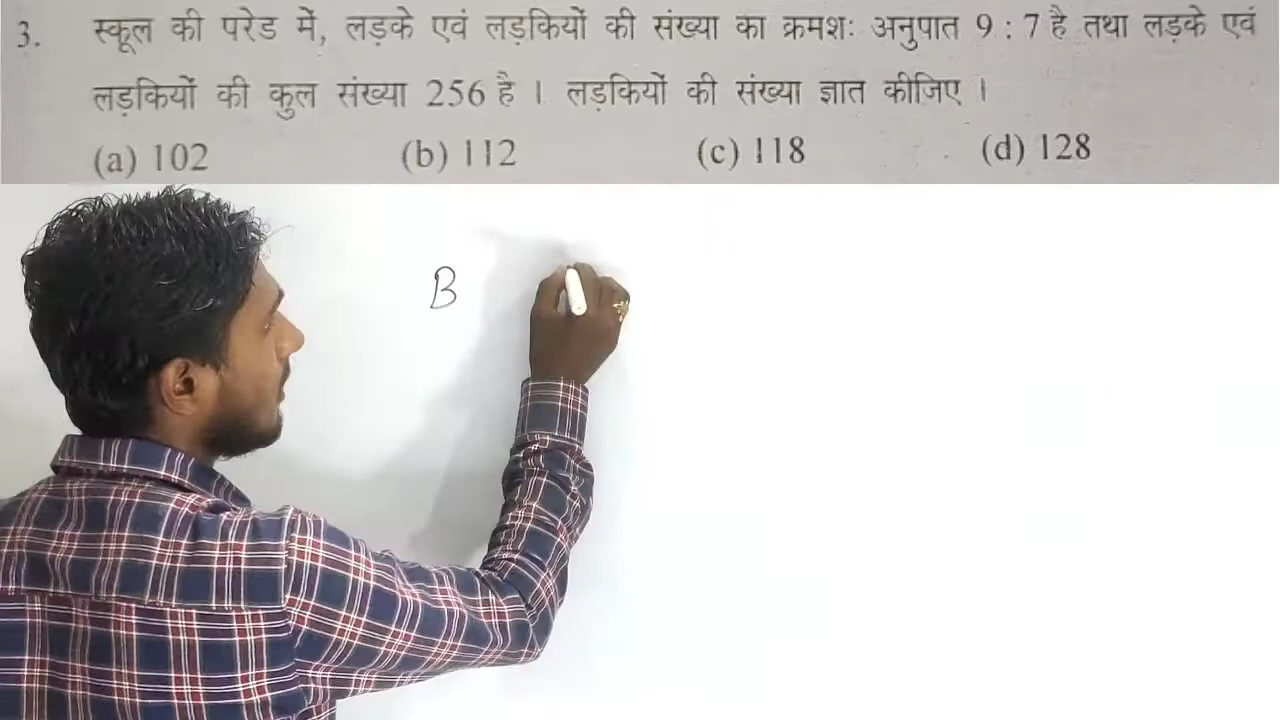 3. स्कूल की परेड में, लड़के एवं लड़कियों की संख्या का क्रमशः अनुपात 9 : 7 है तथा लड़के एवं
लड़कियों की कुल संख्या 256 है । लड़कियों की संख्या ज्ञात कीजिए ।
(a) 102 (b) 112 (c) 118 (d) 128
B